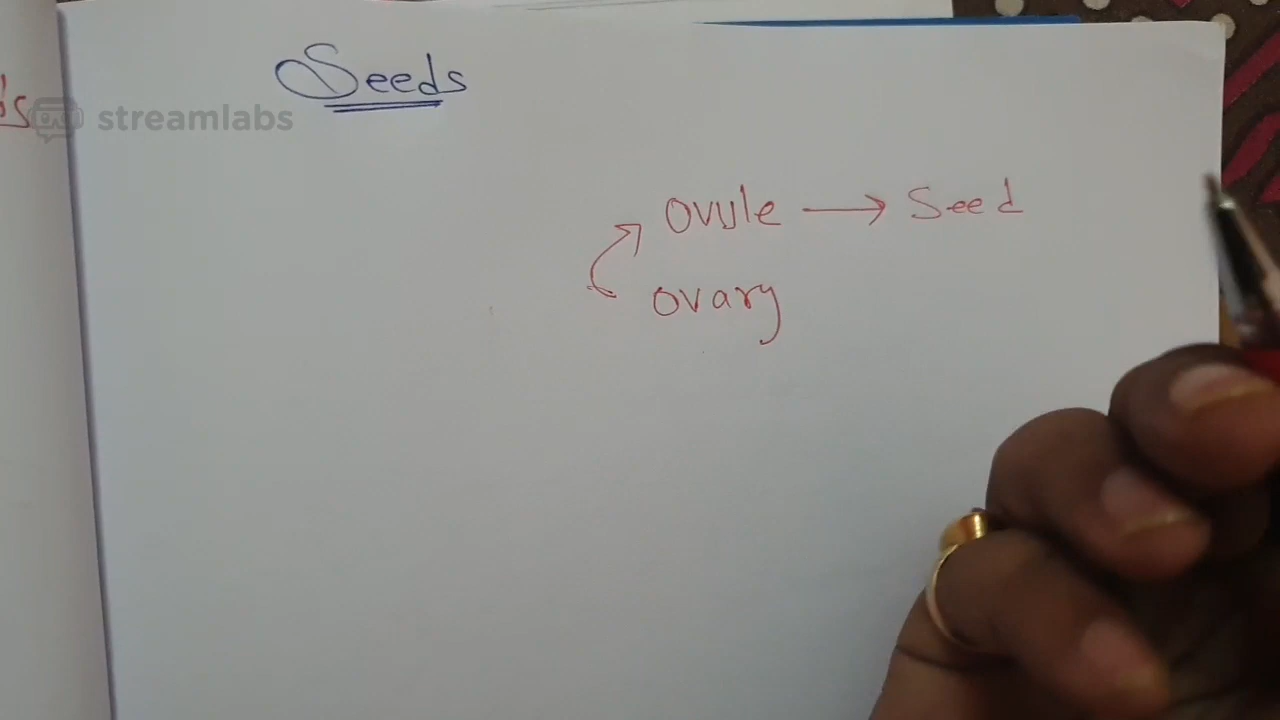 Seeds
streamlabs
Ovule → Seed
ovary